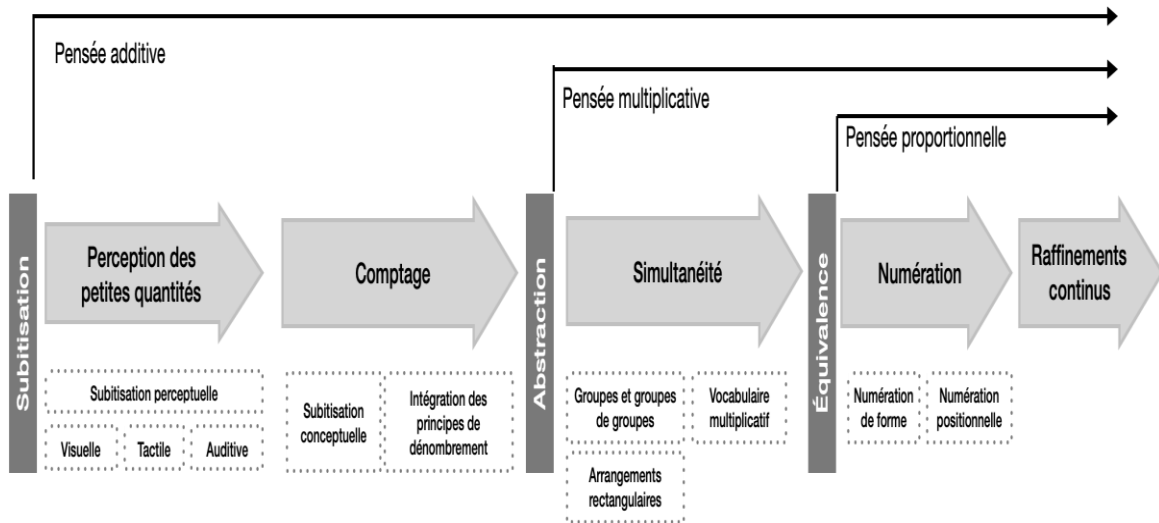 Pensée additive
Pensée multiplicative
Pensée proportionnelle
Subitisation
Perception des
petites quantités
Comptage
Abstraction
Simultanéité
Équivalence
Numération
Raffinements
continus
Subitisation perceptuelle
Visuelle
Tactile
Auditive
Subitisation
conceptuelle
Intégration des
principes de
dénombrement
Groupes et groupes
de groupes
Vocabulaire
multiplicatif
Arrangements
rectangulaires
Numération
de forme
Numération
positionnelle